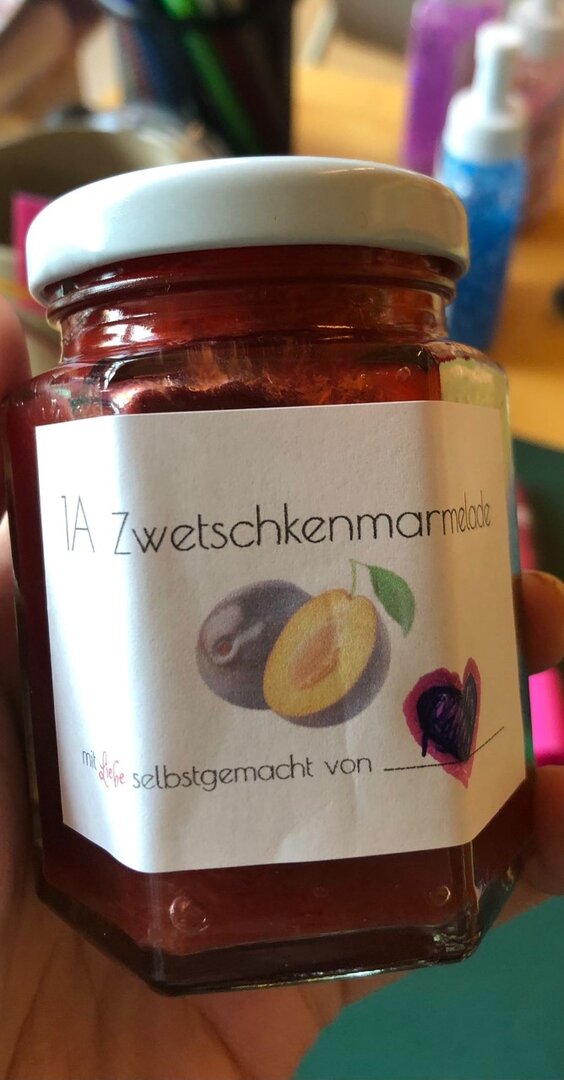 1A Zwetschkenmarmelade
mit Liebe selbstgemacht von